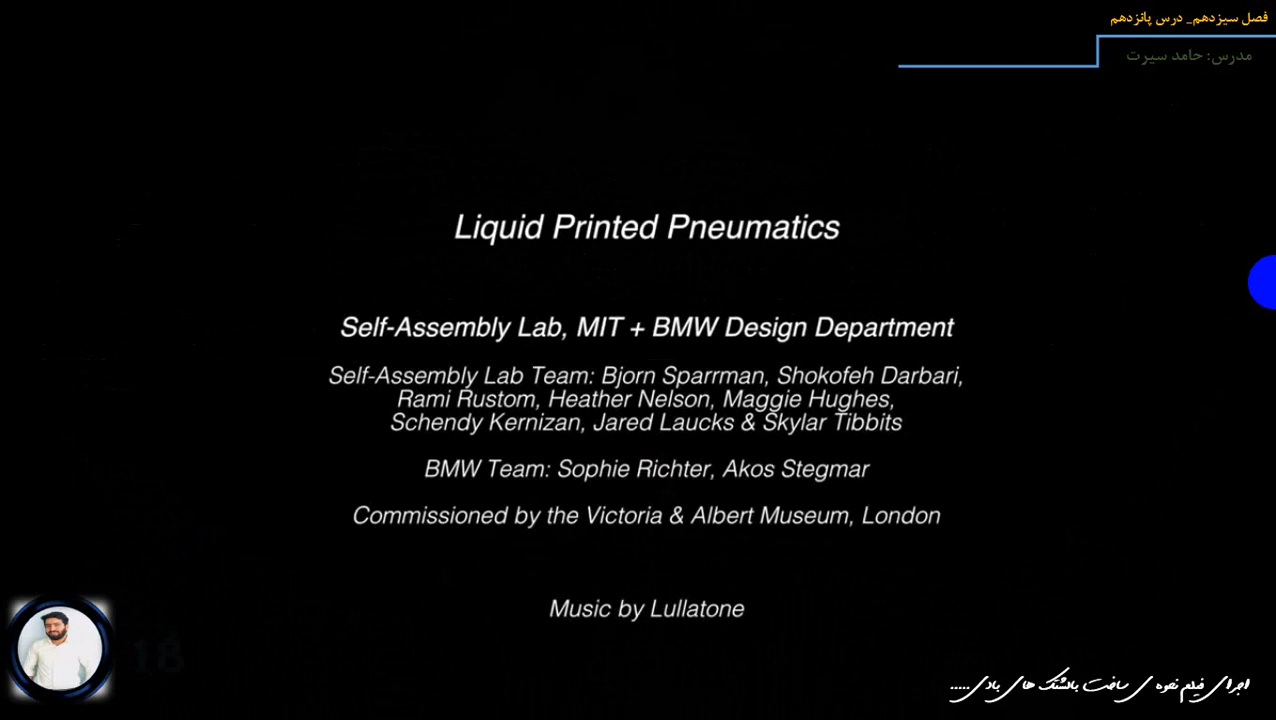 فصل سیزدهم_ درس پانزدهم
مدرس: حامد سیرت
Liquid Printed Pneumatics
Self-Assembly Lab, MIT + BMW Design Department
Self-Assembly Lab Team: Bjorn Sparrman, Shokofeh Darbari,
Rami Rustom, Heather Nelson, Maggie Hughes,
Schendy Kernizan, Jared Laucks & Skylar Tibbits
BMW Team: Sophie Richter, Akos Stegmar
Commissioned by the Victoria & Albert Museum, London
Music by Lullatone
18
اجرای فیلم نحوه ی ساخت بالشتک های بادی.....